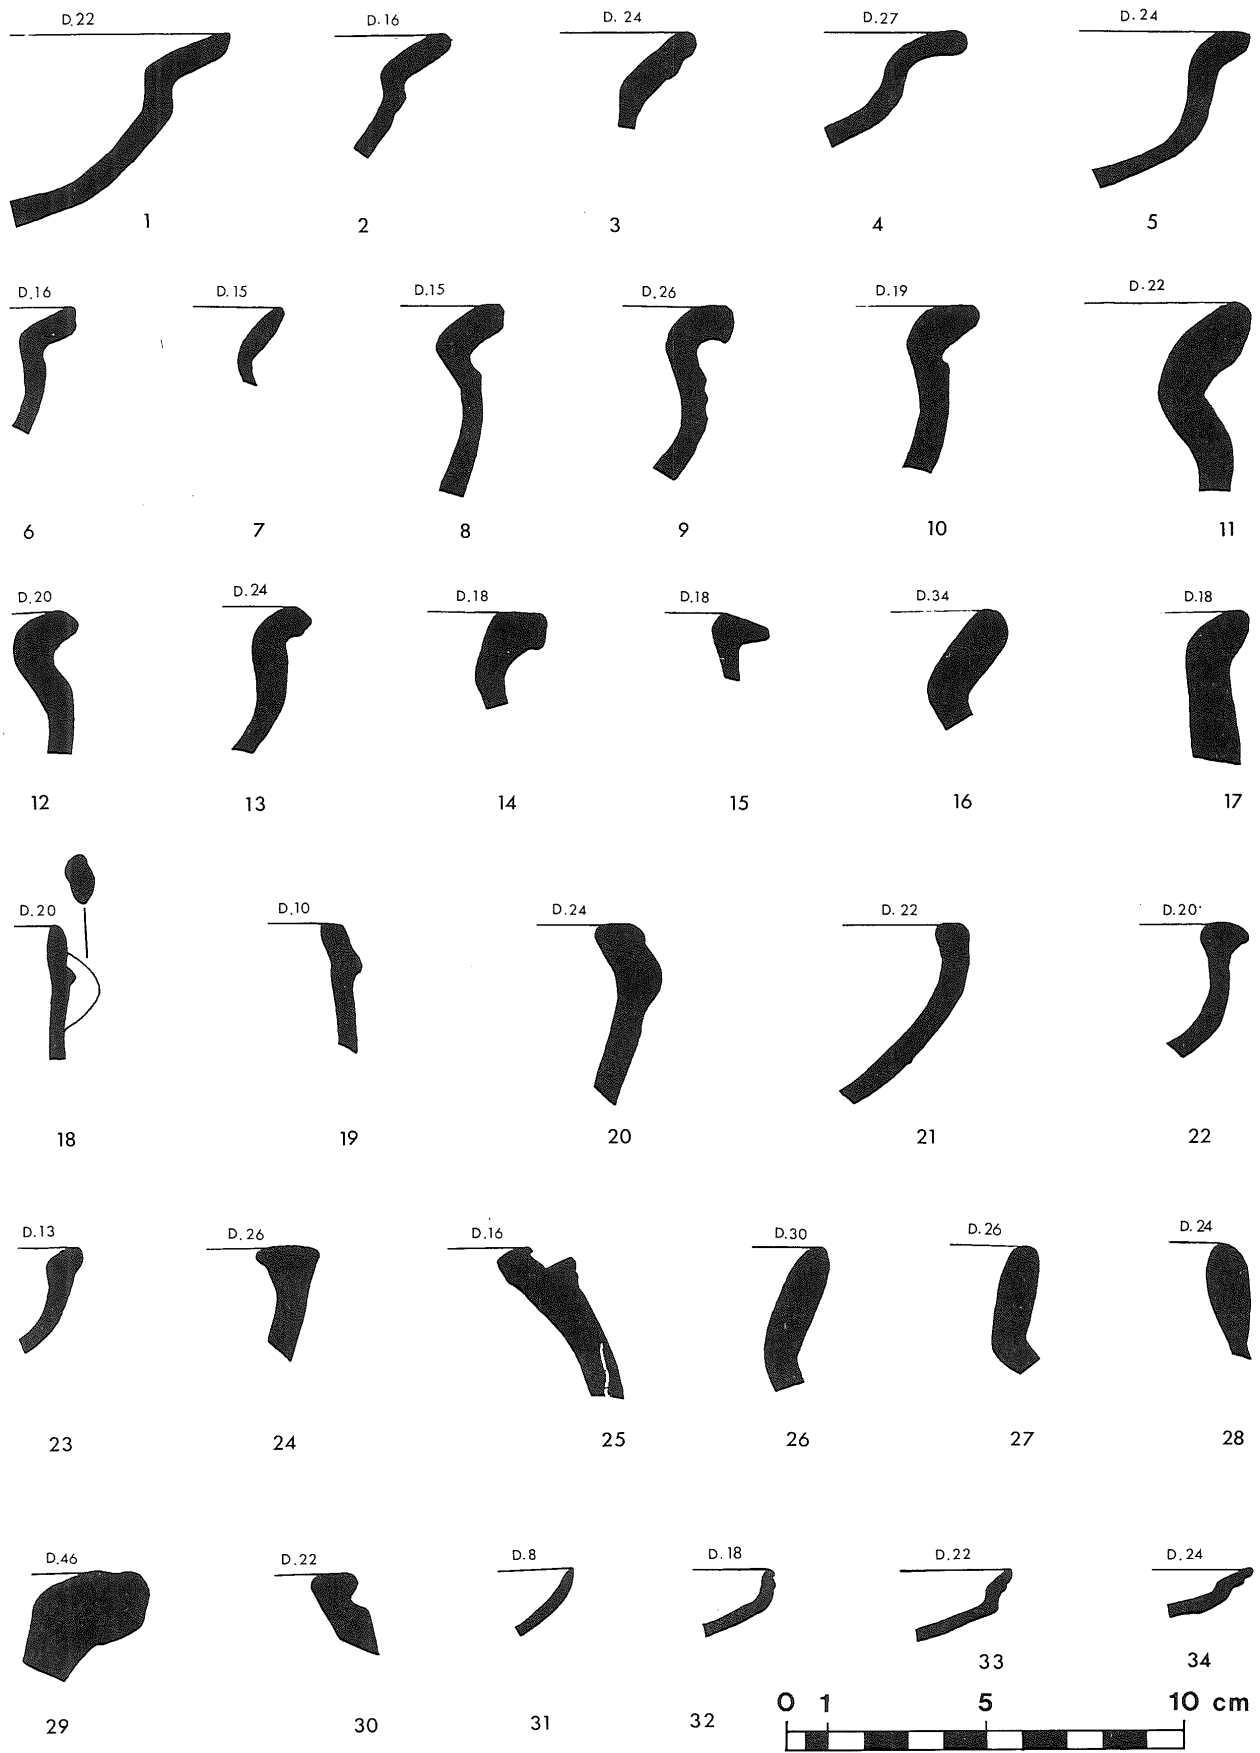 D.22 D.16 D.24 D.27 D.24
1 2 3 4 5
D.16 D.15 D.15 D.26 D.19 D.22
6 7 8 9 10 11
D.20 D.24 D.18 D.18 D.34 D.18
12 13 14 15 16 17
D.20 D.10 D.24 D.22 D.20
18 19 20 21 22
D.13 D.26 D.16 D.30 D.26 D.24
23 24 25 26 27 28
D.46 D.22 D.8 D.18 D.22 D.24
33 34
0 1 5 10 cm
29 30 31 32